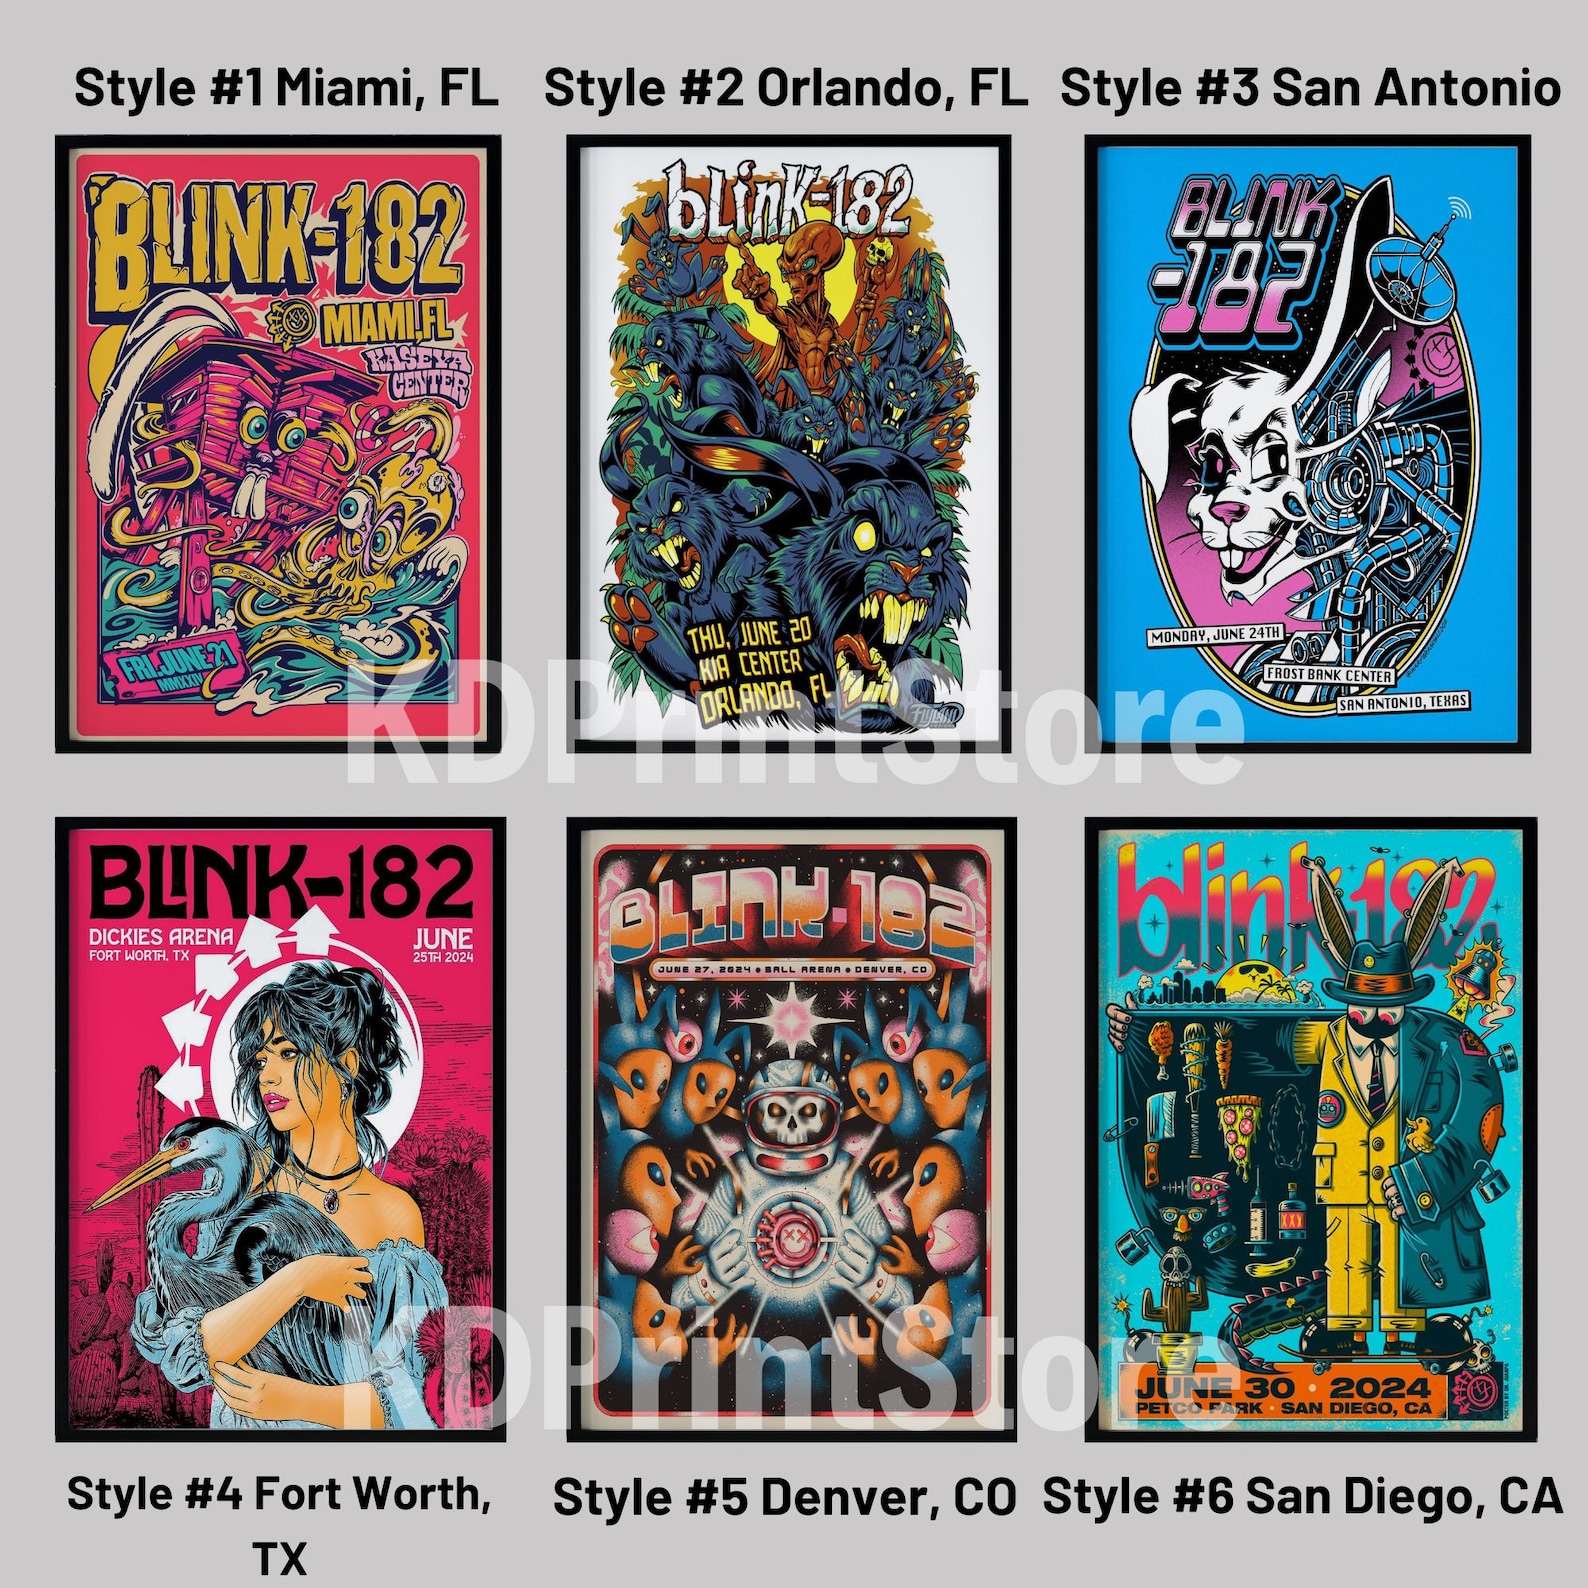 Style #1 Miami, FL
Style #2 Orlando, FL
Style #3 San Antonio
BLINK-182
MIAMI, FL
KASEYA
CENTER
FRI. JUNE 21
MMXXIV
blink-182
THU, JUNE 20
KIA CENTER
ORLANDO, FL
Flyland
BLINK
-182
MONDAY, JUNE 24TH
FROST BANK CENTER
SAN ANTONIO, TEXAS
KDPrintStore
BLINK-182
DICKIES ARENA
FORT WORTH, TX
JUNE
25TH 2024
BLINK-182
JUNE 27, 2024 • BALL ARENA • DENVER, CO
blink-182
XXX
JUNE 30 • 2024
PETCO PARK • SAN DIEGO, CA
KDPrintStore
Style #4 Fort Worth,
TX
Style #5 Denver, CO
Style #6 San Diego, CA